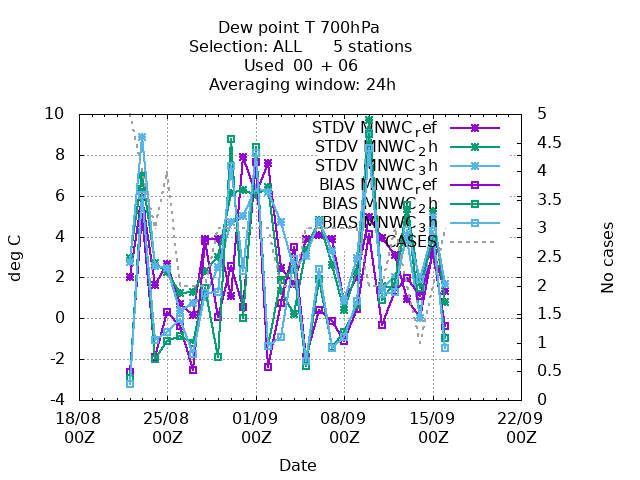 Dew point T 700hPa
Selection: ALL 5 stations
Used 00 + 06
Averaging window: 24h
10
8
6
4
2
0
-2
-4
5
4.5
4
3.5
3
2.5
2
1.5
1
0.5
0
deg C
No cases
STDV MNWC_ref
STDV MNWC_2h
STDV MNWC_3h
BIAS MNWC_ref
BIAS MNWC_2h
BIAS MNWC_3h
CASES
18/08 25/08 01/09 08/09 15/09 22/09
00Z 00Z 00Z 00Z 00Z 00Z
Date